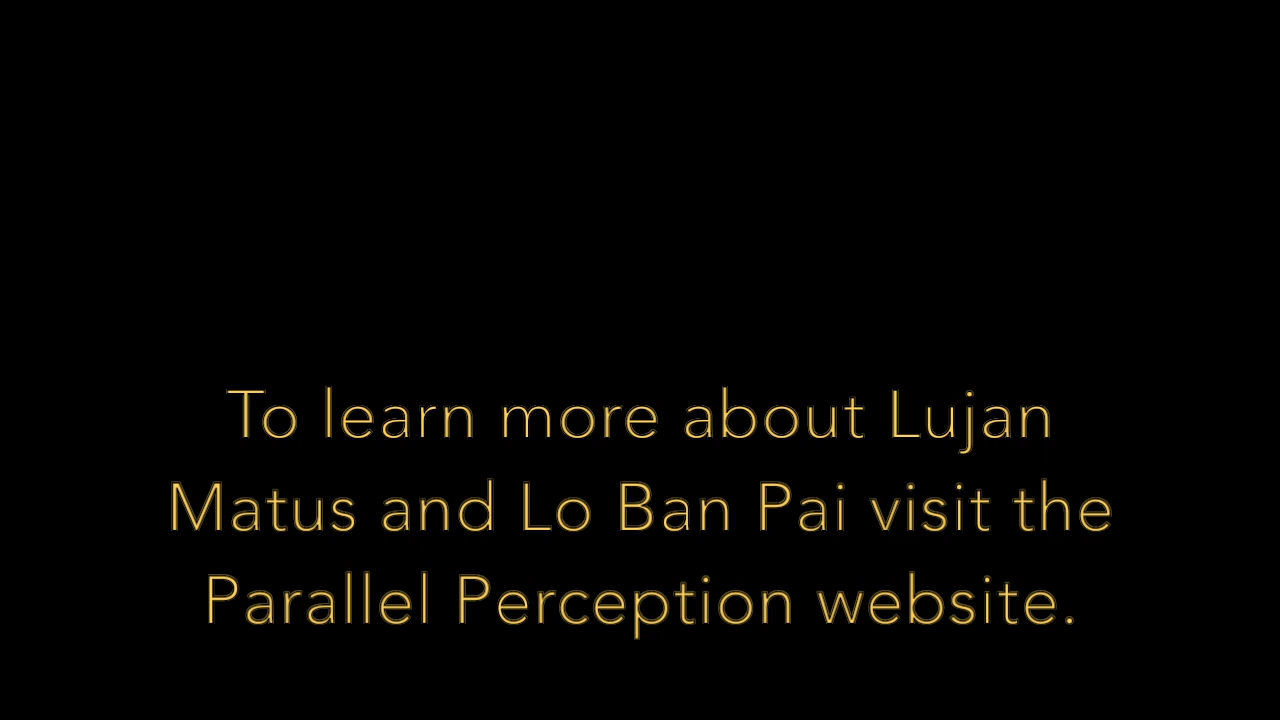 To learn more about Lujan
Matus and Lo Ban Pai visit the
Parallel Perception website.